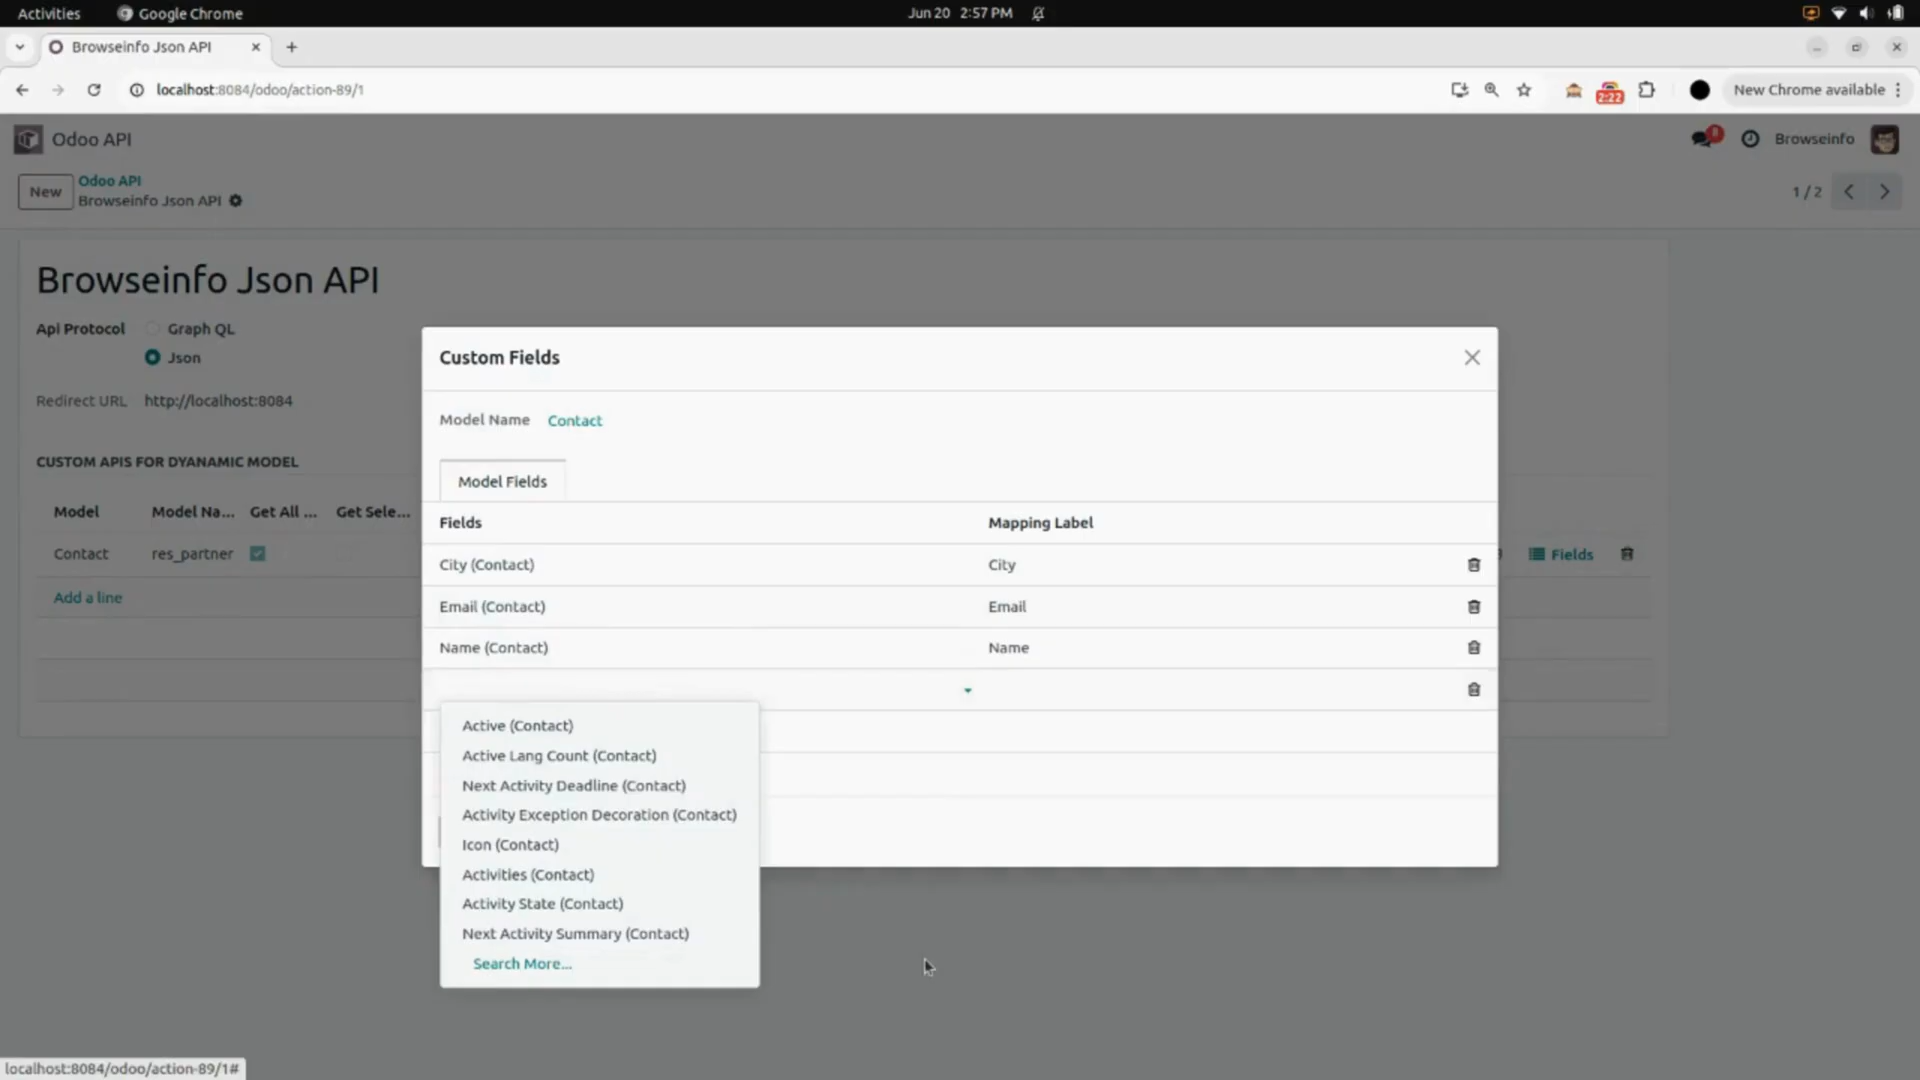 Activities Google Chrome Jun 20 2:57 PM
Browseinfo Json API
localhost:8084/odoo/action-89/1 2:22 New Chrome available
Odoo API 8 Browseinfo
New Odoo API
Browseinfo Json API 1 / 2
Browseinfo Json API
Api Protocol Graph QL
Json
Redirect URL http://localhost:8084
CUSTOM APIS FOR DYANAMIC MODEL
Model Model Na... Get All ... Get Sele...
Contact res_partner Fields
Add a line
Custom Fields
Model Name Contact
Model Fields
Fields Mapping Label
City (Contact) City
Email (Contact) Email
Name (Contact) Name
Active (Contact)
Active Lang Count (Contact)
Next Activity Deadline (Contact)
Activity Exception Decoration (Contact)
Icon (Contact)
Activities (Contact)
Activity State (Contact)
Next Activity Summary (Contact)
Search More...
localhost:8084/odoo/action-89/1#